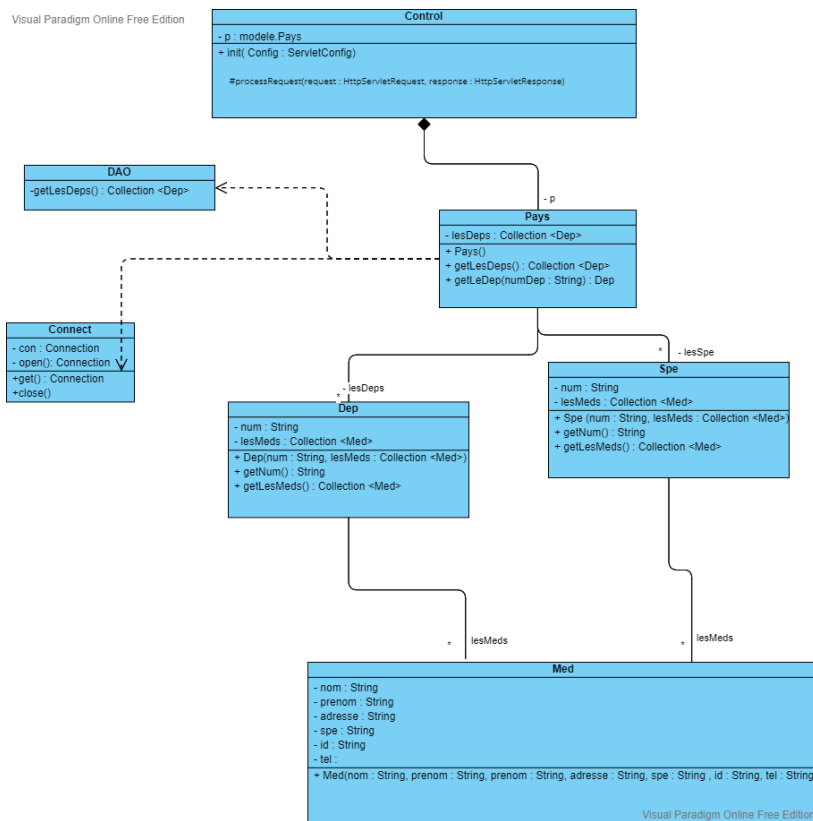 Visual Paradigm Online Free Edition
Control
- p : modele.Pays
+ init( Config : ServletConfig)
#processRequest(request : HttpServletRequest, response : HttpServletResponse)
DAO
-getLesDeps() : Collection <Dep>
- p
Pays
- lesDeps : Collection <Dep>
+ Pays()
+ getLesDeps() : Collection <Dep>
+ getLeDep(numDep : String) : Dep
Connect
- con : Connection
- open(): Connection
+get() : Connection
+close()
* - lesSpe
Spe
- num : String
- lesMeds : Collection <Med>
+ Spe (num : String, lesMeds : Collection <Med>)
+ getNum() : String
+ getLesMeds() : Collection <Med>
- lesDeps
*
Dep
- num : String
- lesMeds : Collection <Med>
+ Dep(num : String, lesMeds : Collection <Med>)
+ getNum() : String
+ getLesMeds() : Collection <Med>
* lesMeds
* lesMeds
Med
- nom : String
- prenom : String
- adresse : String
- spe : String
- id : String
- tel :
+ Med(nom : String, prenom : String, prenom : String, adresse : String, spe : String , id : String, tel : String
Visual Paradigm Online Free Edition